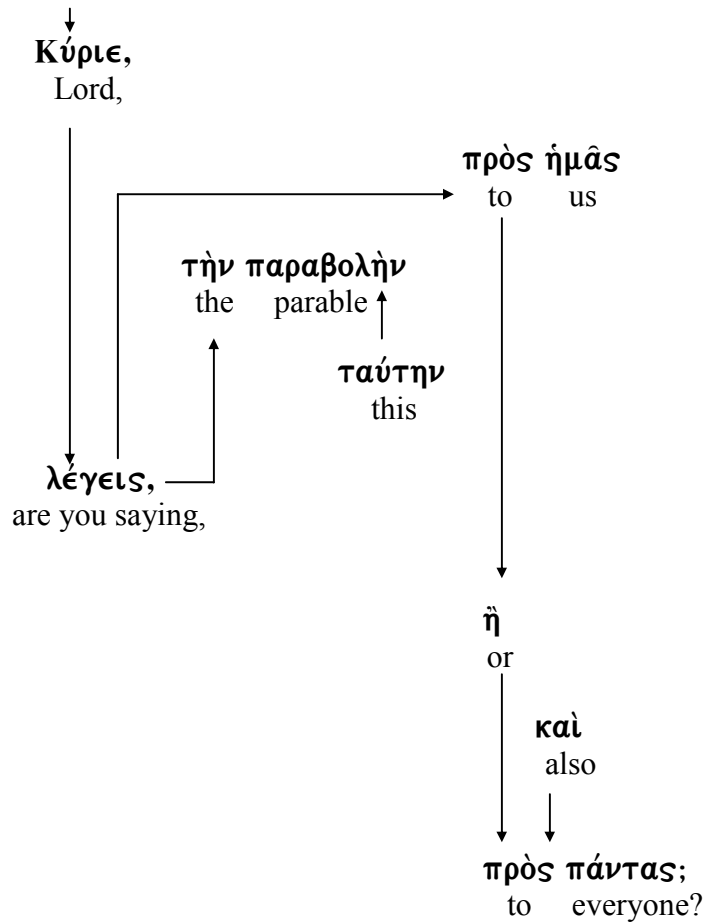 Κύριε,
Lord,
πρὸς ἡμᾶς
to us
τὴν παραβολὴν
the parable
ταύτην
this
λέγεις,
are you saying,
ἢ
or
καὶ
also
πρὸς πάντας;
to everyone?